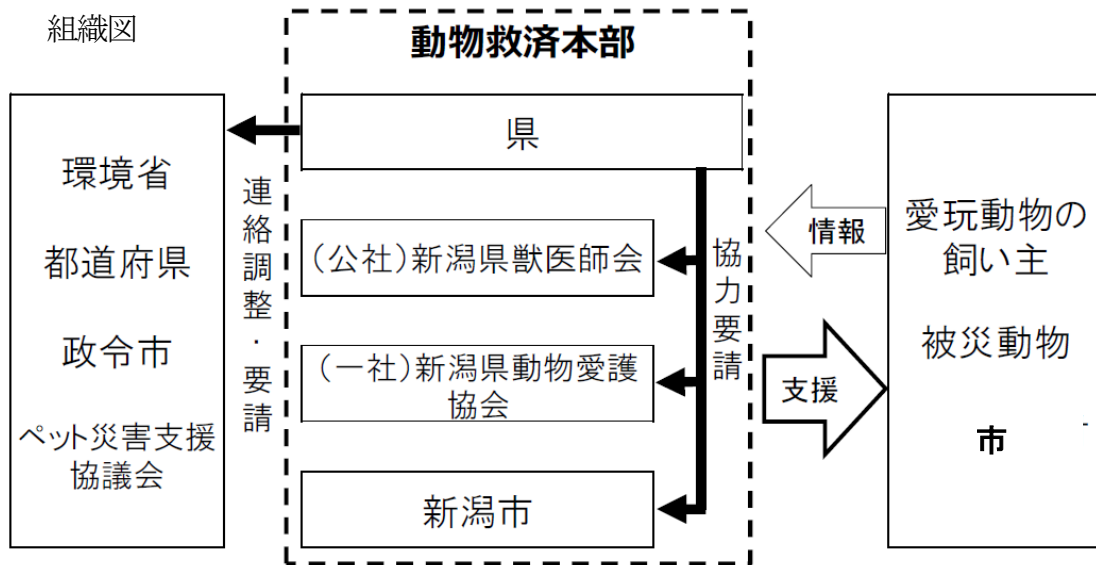 組織図
動物救済本部
環境省
都道府県
政令市
ペット災害支援
協議会
連絡調整・要請
県
（公社）新潟県獣医師会
（一社）新潟県動物愛護
協会
新潟市
協力要請
情報
支援
愛玩動物の
飼い主
被災動物
市